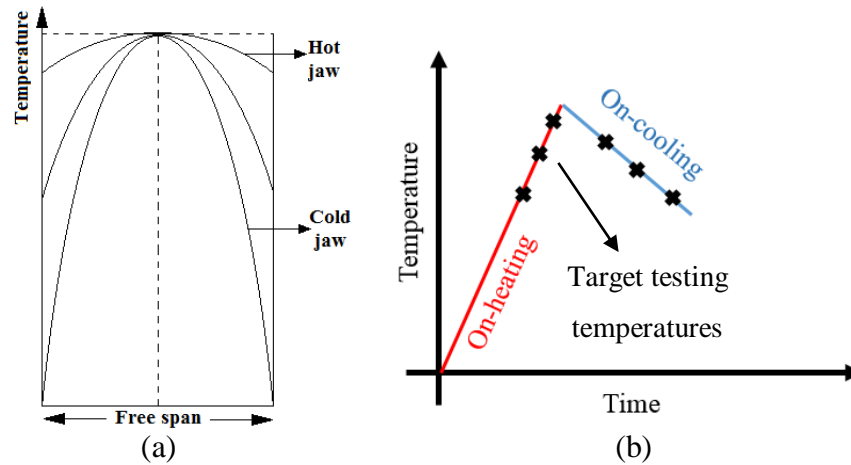 Temperature
Hot
jaw
Cold
jaw
Free span
(a)
Temperature
On-heating
On-cooling
Target testing
temperatures
Time
(b)